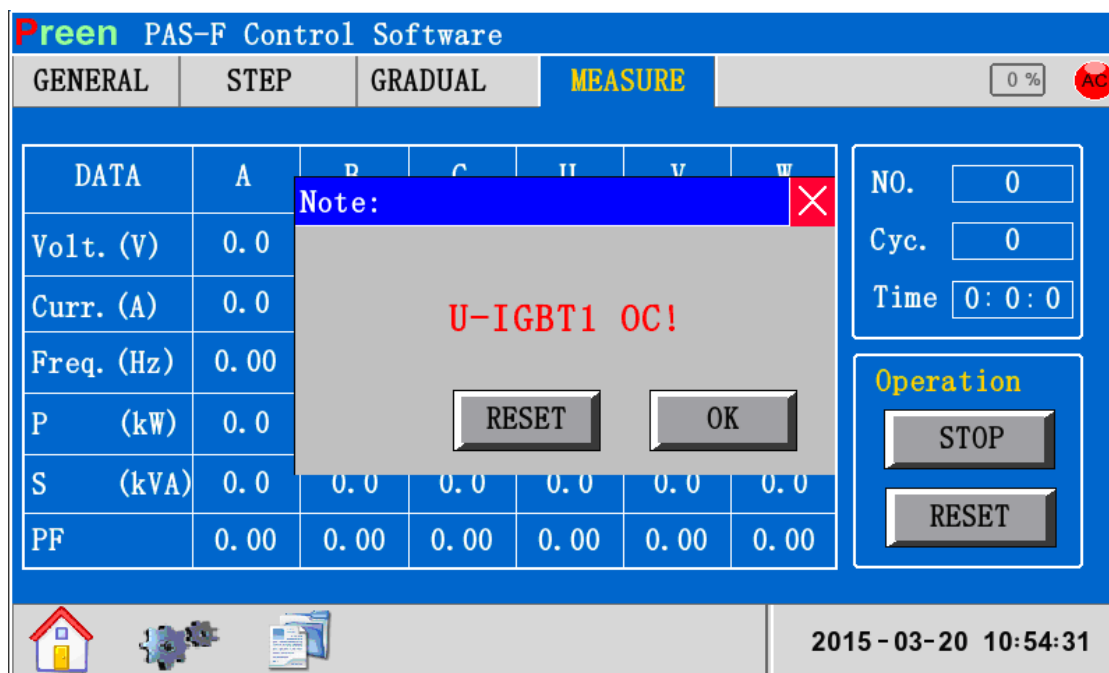 Preen PAS-F Control Software
GENERAL STEP GRADUAL MEASURE 0 % AC
DATA A B C U V W
Note:
Volt. (V) 0.0
Curr. (A) 0.0
Freq. (Hz) 0.00
P (kW) 0.0
U-IGBT1 OC!
RESET OK
S (kVA) 0.0 0.0 0.0 0.0 0.0 0.0
PF 0.00 0.00 0.00 0.00 0.00 0.00
NO. 0
Cyc. 0
Time 0:0:0
Operation
STOP
RESET
2015-03-20 10:54:31